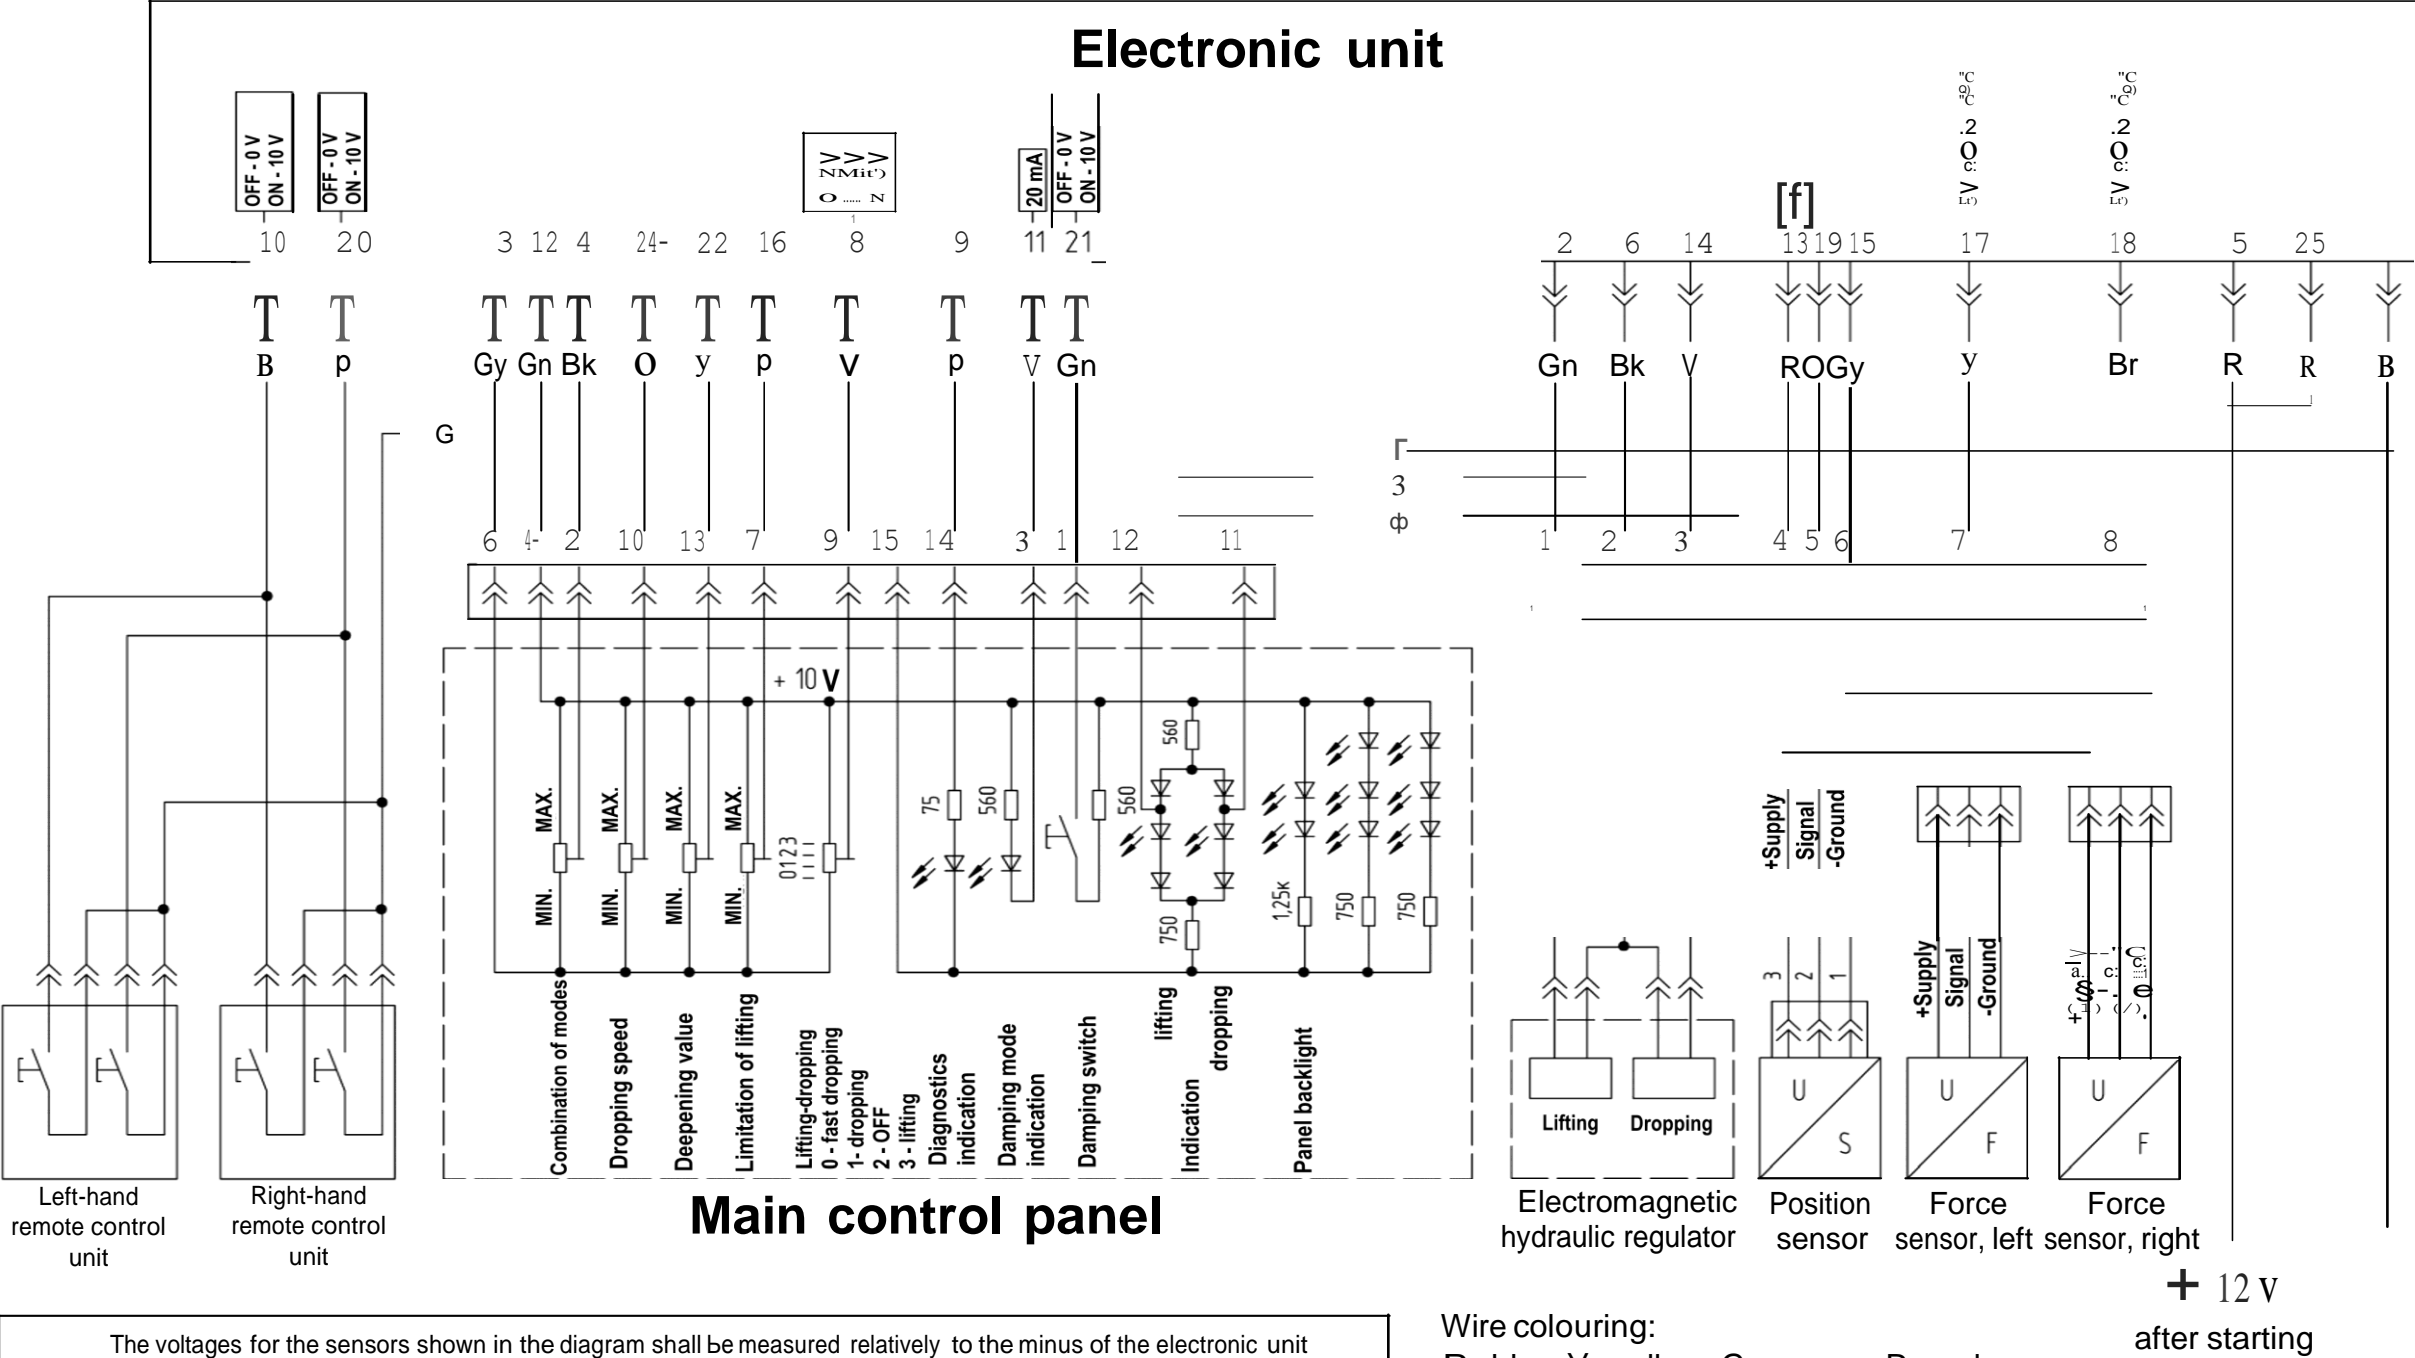 Electronic unit
OFF - 0 V
ON - 10 V
OFF - 0 V
ON - 10 V
20 mA
OFF - 0 V
ON - 10 V
[f]
10 20 3 12 4 24- 22 16 8 9 11 21 2 6 14 13 19 15 17 18 5 25
T T T T T T T T T T T T
B p Gy Gn Bk O y p V p V Gn Gn Bk V R O Gy y Br R R B
G
Г
3
ф
6 4- 2 10 13 7 9 15 14 3 1 12 11 1 2 3 4 5 6 7 8
+ 10 V
MAX. MAX. MAX. MAX.
MIN. MIN. MIN. MIN.
0123
75
560
560
560
750
1,25к
750
750
Combination of modes
Dropping speed
Deepening value
Limitation of lifting
Lifting-dropping
0 - fast dropping
1- dropping
2 - OFF
3 - lifting
Diagnostics
indication
Damping mode
indication
Damping switch
Indication
lifting
dropping
Panel backlight
+Supply
Signal
-Ground
3 2 1
+Supply
Signal
-Ground
Lifting Dropping
U S
U F
U F
Left-hand
remote control
unit
Right-hand
remote control
unit
Main control panel
Electromagnetic
hydraulic regulator
Position
sensor
Force
sensor, left
Force
sensor, right
+ 12 V
after starting
The voltages for the sensors shown in the diagram shall be measured relatively to the minus of the electronic unit
Wire colouring: